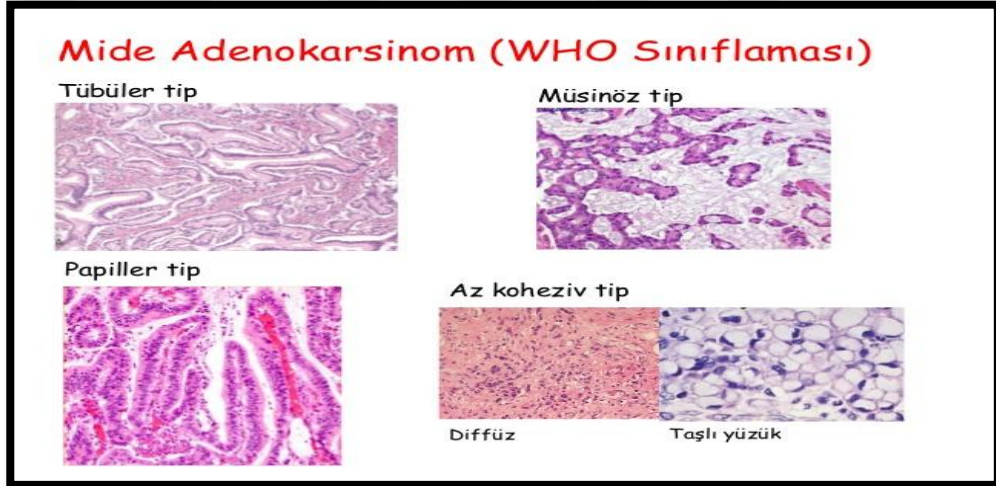 Mide Adenokarsinom (WHO Sınıflaması)
Tübüler tip
Müsinöz tip
Papiller tip
Az koheziv tip
Diffüz
Taşlı yüzük